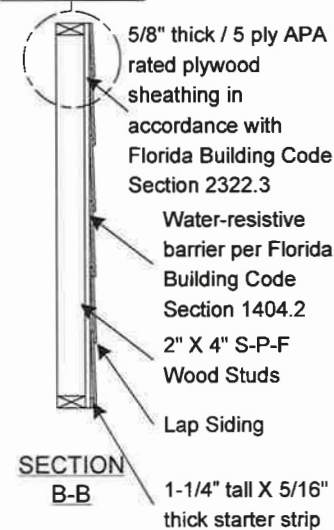 5/8" thick / 5 ply APA
rated plywood
sheathing in
accordance with
Florida Building Code
Section 2322.3
Water-resistive
barrier per Florida
Building Code
Section 1404.2
2" X 4" S-P-F
Wood Studs
Lap Siding
SECTION
B-B
1-1/4" tall X 5/16"
thick starter strip